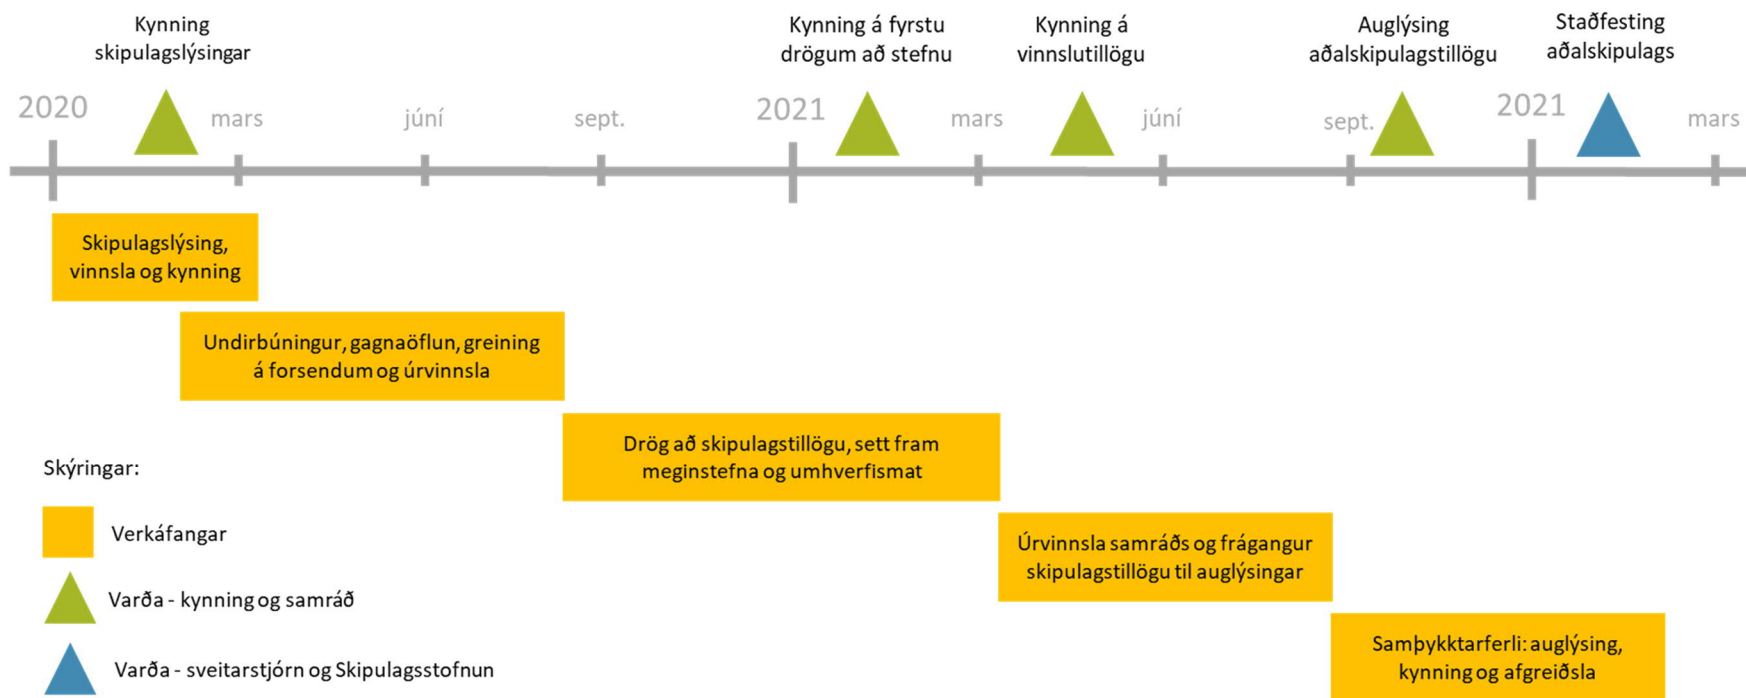 Kynning
skipulagslýsingar
Kynning á fyrstu
drögum að stefnu
Kynning á
vinnslutillögu
Auglýsing
aðalskipulagstillögu
Staðfesting
aðalskipulags
2020
mars
júní
sept.
2021
mars
júní
sept.
2021
mars
Skipulagslýsing,
vinnsla og kynning
Undirbúningur, gagnaöflun, greining
á forsendum og úrvinnsla
Drög að skipulagstillögu, sett fram
meginstefna og umhverfismat
Úrvinnsla samráðs og frágangur
skipulagstillögu til auglýsingar
Samþykktarferli: auglýsing,
kynning og afgreiðsla
Skýringar:
Verkáfangar
Varða - kynning og samráð
Varða - sveitarstjórn og Skipulagsstofnun